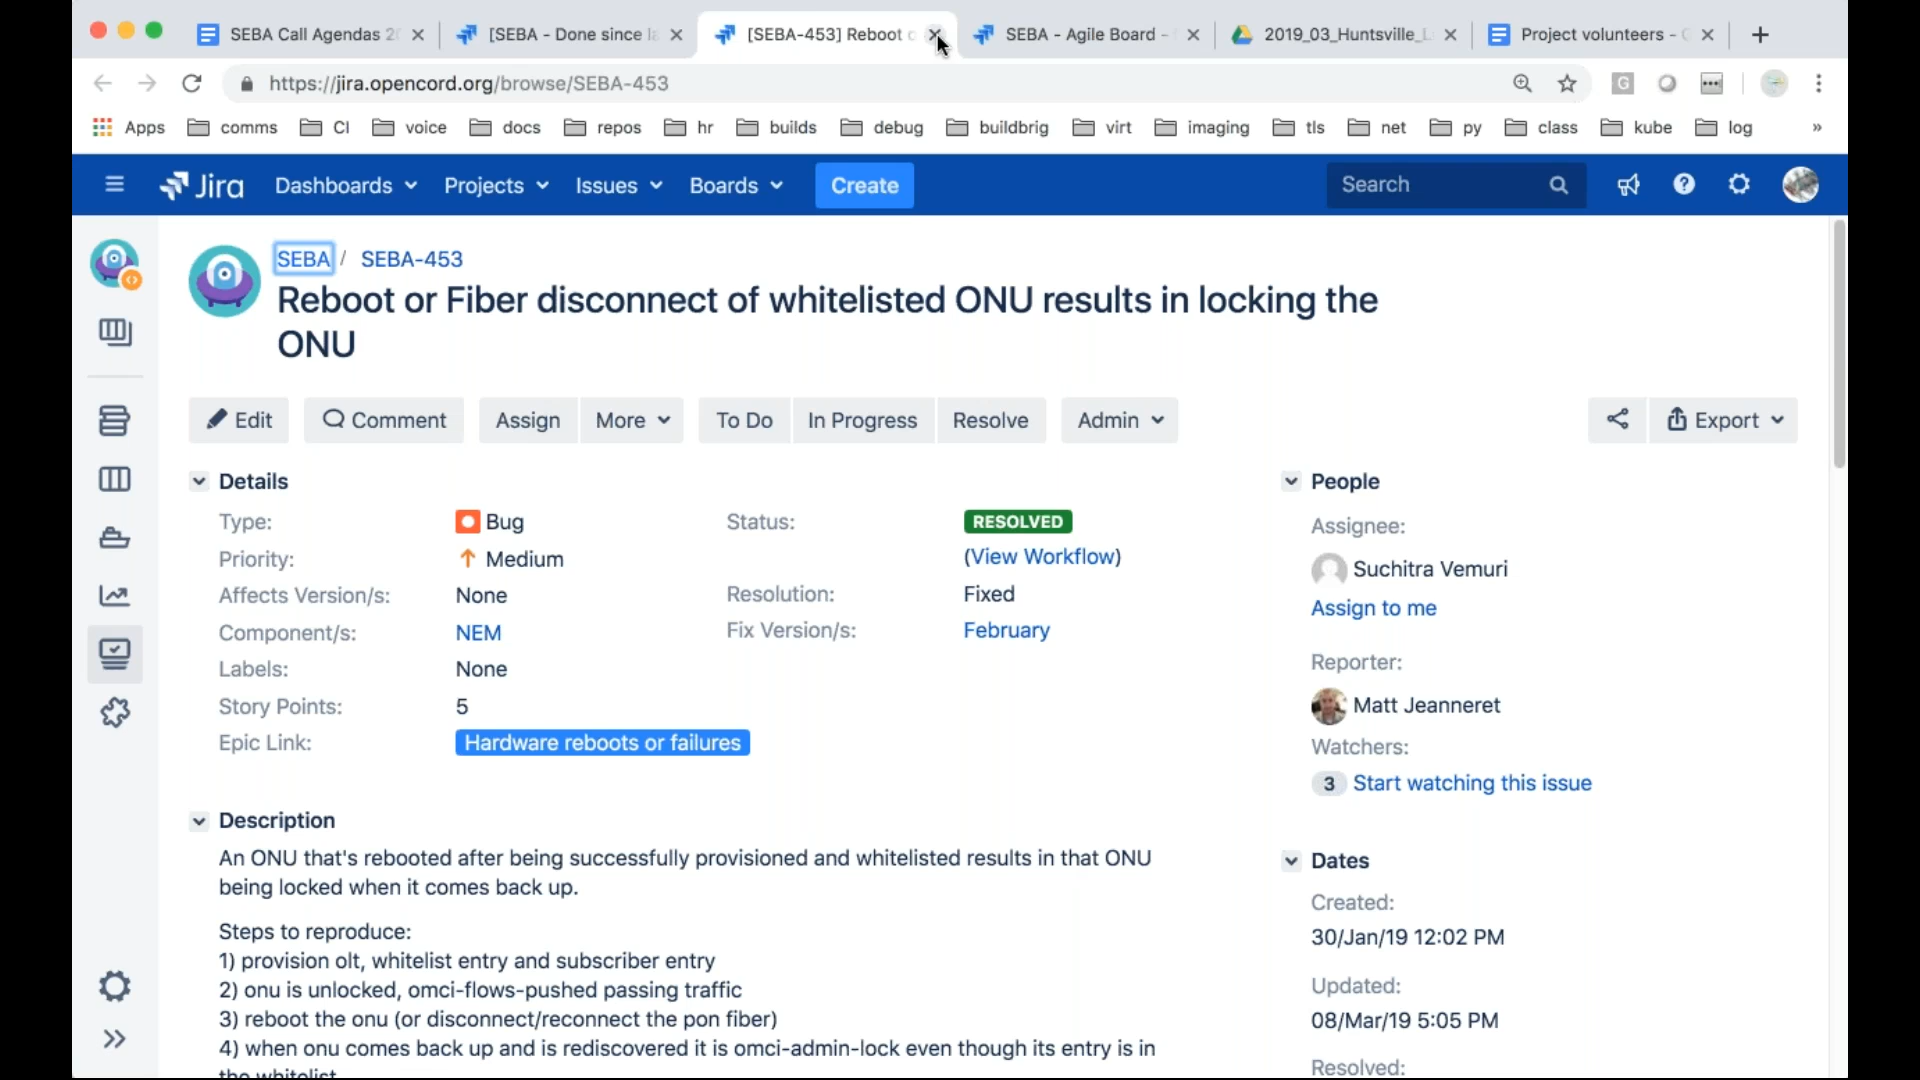 SEBA Call Agendas 2
[SEBA - Done since la
[SEBA-453] Reboot o
SEBA - Agile Board -
2019_03_Huntsville_L
Project volunteers - G
https://jira.opencord.org/browse/SEBA-453
G
Apps comms CI voice docs repos hr builds debug buildbrig virt imaging tls net py class kube log »
Jira Dashboards Projects Issues Boards Create Search
SEBA / SEBA-453
Reboot or Fiber disconnect of whitelisted ONU results in locking the
ONU
Edit Comment Assign More To Do In Progress Resolve Admin Export
Details
Type: Bug Status: RESOLVED
(View Workflow)
Priority: Medium
Affects Version/s: None Resolution: Fixed
Component/s: NEM Fix Version/s: February
Labels: None
Story Points: 5
Epic Link: Hardware reboots or failures
People
Assignee:
Suchitra Vemuri
Assign to me
Reporter:
Matt Jeanneret
Watchers:
3 Start watching this issue
Description
An ONU that's rebooted after being successfully provisioned and whitelisted results in that ONU
being locked when it comes back up.
Steps to reproduce:
1) provision olt, whitelist entry and subscriber entry
2) onu is unlocked, omci-flows-pushed passing traffic
3) reboot the onu (or disconnect/reconnect the pon fiber)
4) when onu comes back up and is rediscovered it is omci-admin-lock even though its entry is in
the whitelist
Dates
Created:
30/Jan/19 12:02 PM
Updated:
08/Mar/19 5:05 PM
Resolved: